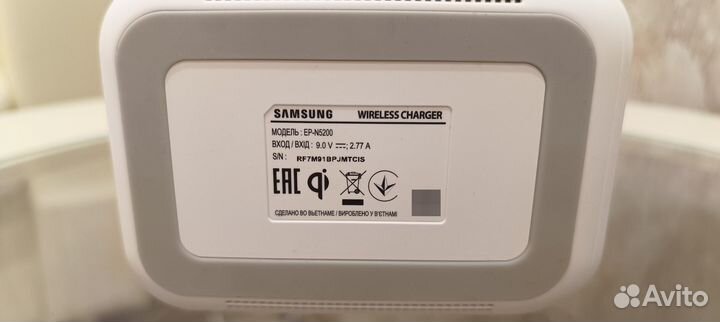 SAMSUNG WIRELESS CHARGER
МОДЕЛЬ : EP-N5200
ВХОД / ВХІД : 9.0 V ⎓; 2.77 A
S/N : RF7M91BPJMTCIS
EAC qi
СДЕЛАНО ВО ВЬЕТНАМЕ / ВИРОБЛЕНО У В'ЄТНАМІ
Avito